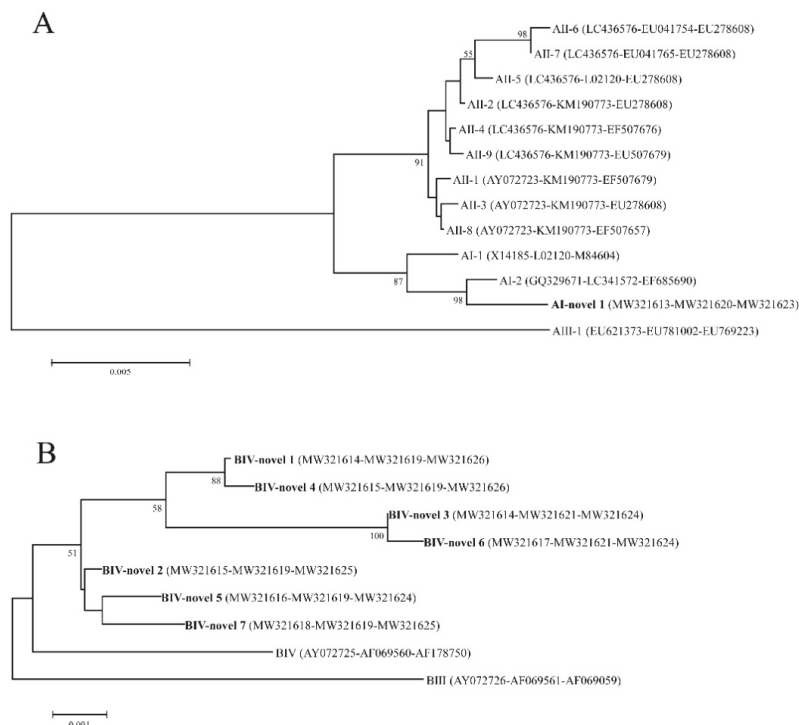 A
98
AII-6 (LC436576-EU041754-EU278608)
AII-7 (LC436576-EU041765-EU278608)
55
AII-5 (LC436576-L02120-EU278608)
AII-2 (LC436576-KM190773-EU278608)
AII-4 (LC436576-KM190773-EF507676)
AII-9 (LC436576-KM190773-EU507679)
91
AII-1 (AY072723-KM190773-EF507679)
AII-3 (AY072723-KM190773-EU278608)
AII-8 (AY072723-KM190773-EF507657)
AI-1 (X14185-L02120-M84604)
87
AI-2 (GQ329671-LC341572-EF685690)
98
AI-novel 1 (MW321613-MW321620-MW321623)
AIII-1 (EU621373-EU781002-EU769223)
0.005
B
BIV-novel 1 (MW321614-MW321619-MW321626)
88
BIV-novel 4 (MW321615-MW321619-MW321626)
58
BIV-novel 3 (MW321614-MW321621-MW321624)
100
BIV-novel 6 (MW321617-MW321621-MW321624)
51
BIV-novel 2 (MW321615-MW321619-MW321625)
BIV-novel 5 (MW321616-MW321619-MW321624)
BIV-novel 7 (MW321618-MW321619-MW321625)
BIV (AY072725-AF069560-AF178750)
BIII (AY072726-AF069561-AF069059)
0.001